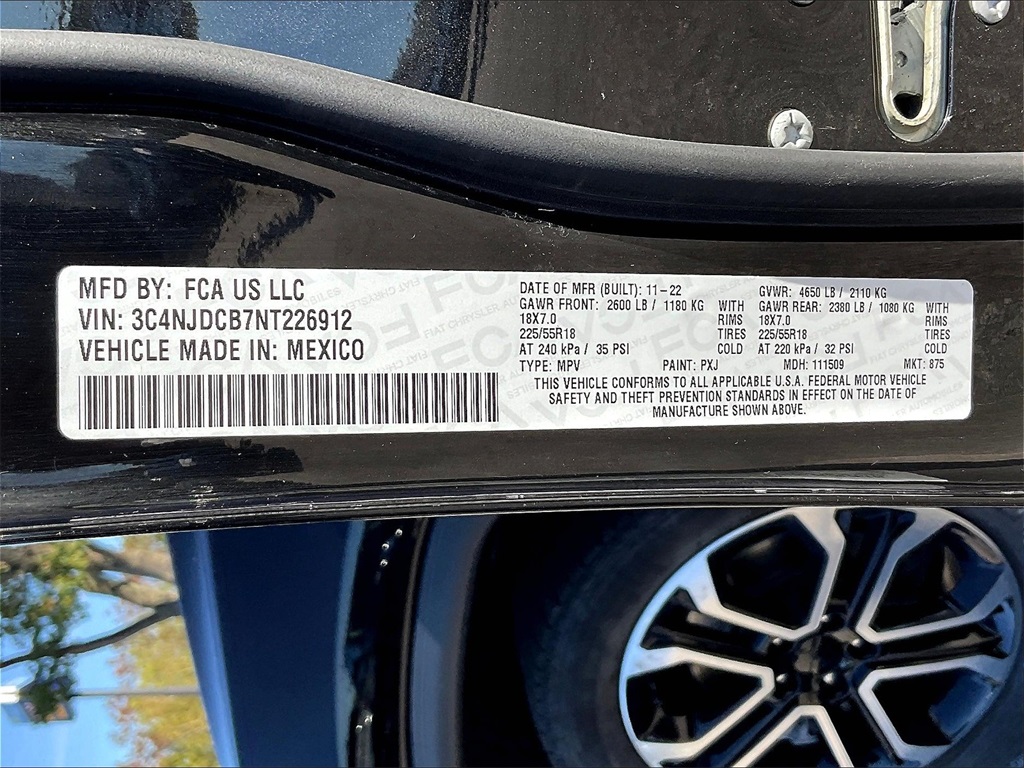 MFD BY: FCA US LLC
VIN: 3C4NJDCB7NT226912
VEHICLE MADE IN: MEXICO
DATE OF MFR (BUILT): 11-22
GAWR FRONT: 2600 LB / 1180 KG WITH
18X7.0 RIMS
225/55R18 TIRES
AT 240 kPa / 35 PSI COLD
TYPE: MPV PAINT: PXJ
GVWR: 4650 LB / 2110 KG
GAWR REAR: 2380 LB / 1080 KG WITH
18X7.0 RIMS
225/55R18 TIRES
AT 220 kPa / 32 PSI COLD
MDH: 111509 MKT: 875
THIS VEHICLE CONFORMS TO ALL APPLICABLE U.S.A. FEDERAL MOTOR VEHICLE
SAFETY AND THEFT PREVENTION STANDARDS IN EFFECT ON THE DATE OF
MANUFACTURE SHOWN ABOVE.